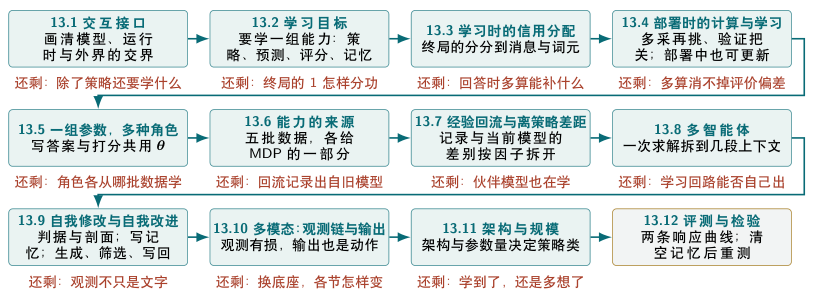 13.1 交互接口
画清模型、运行
时与外界的交界
还剩：除了策略还要学什么
13.2 学习目标
要学一组能力：策
略、预测、评分、记忆
还剩：终局的 1 怎样分功
13.3 学习时的信用分配
终局的分分到消息与词元
还剩：回答时多算能补什么
13.4 部署时的计算与学习
多采再挑、验证把
关；部署中也可更新
还剩：多算消不掉评价偏差
13.5 一组参数，多种角色
写答案与打分共用 θ
还剩：角色各从哪批数据学
13.6 能力的来源
五批数据，各给
MDP 的一部分
还剩：回流记录出自旧模型
13.7 经验回流与离策略差距
记录与当前模型的
差别按因子拆开
还剩：伙伴模型也在学
13.8 多智能体
一次求解拆到几段上下文
还剩：学习回路能否自己出
13.9 自我修改与自我改进
判据与剖面；写记
忆；生成、筛选、写回
还剩：观测不只是文字
13.10 多模态：观测链与输出
观测有损，输出也是动作
还剩：换底座，各节怎样变
13.11 架构与规模
架构与参数量决定策略类
还剩：学到了，还是多想了
13.12 评测与检验
两条响应曲线；清
空记忆后重测